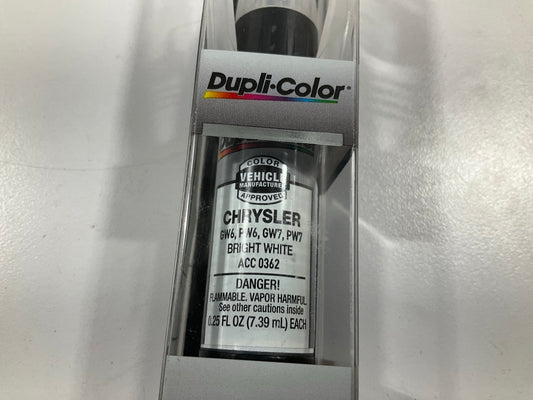 Dupli-Color®
COLOR
VEHICLE
MANUFACTURER
APPROVED
CHRYSLER
GW6, PW6, GW7, PW7
BRIGHT WHITE
ACC 0362
DANGER!
FLAMMABLE. VAPOR HARMFUL.
See other cautions inside
0.25 FL OZ (7.39 mL) EACH